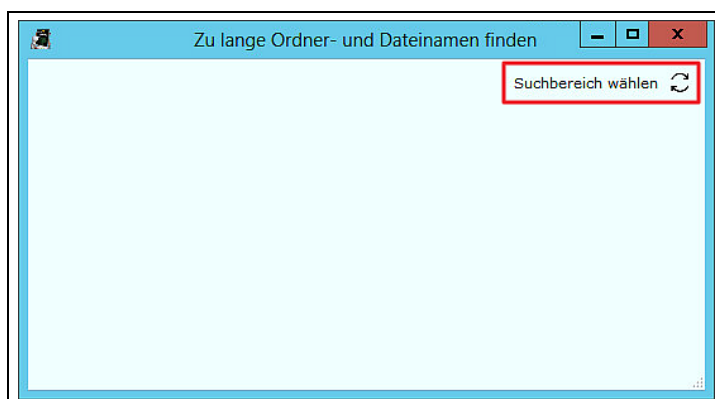 Zu lange Ordner- und Dateinamen finden
Suchbereich wählen